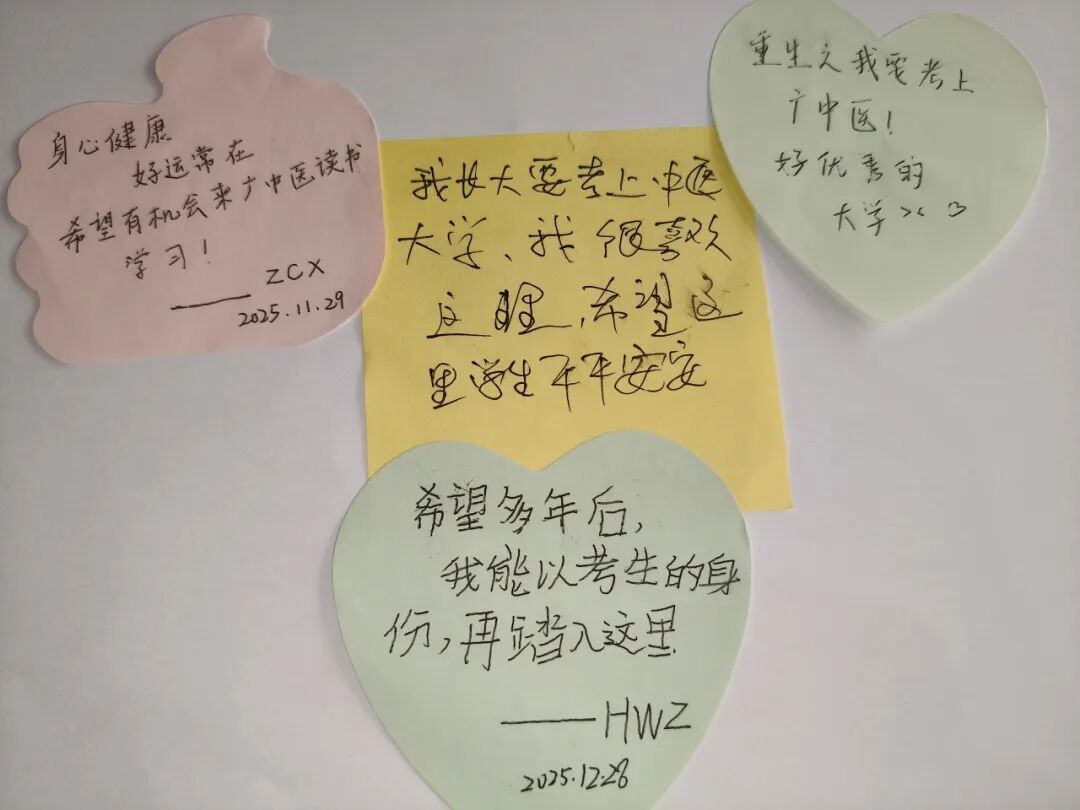 身心健康
好运常在
希望有机会来广中医读书
学习！
——ZCX
2025.11.29
我长大要考上中医
大学、我很喜欢
这里,希望这
里学生平平安安
重生之我要考上
广中医！
好优秀的
大学><♡
希望多年后,
我能以考生的身
份,再踏入这里
——HWZ
2025.12.28